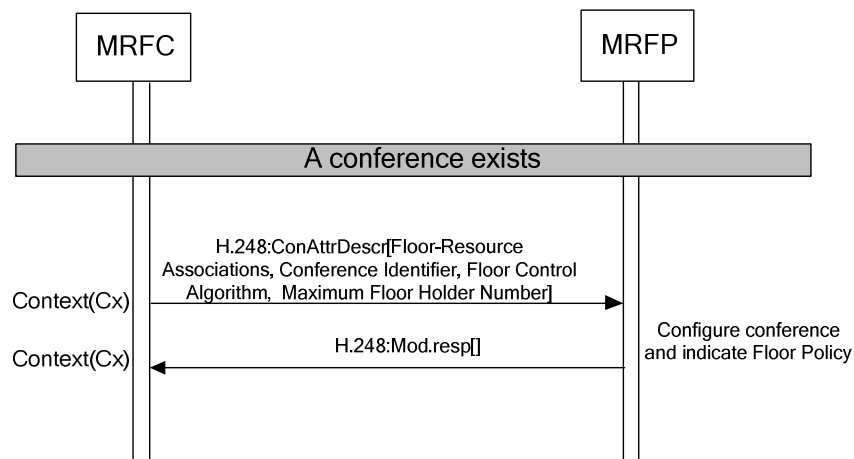 MRFC
MRFP
A conference exists
H.248:ConAttrDescr[Floor-Resource
Associations, Conference Identifier, Floor Control
Algorithm, Maximum Floor Holder Number]
Context(Cx)
Configure conference
and indicate Floor Policy
H.248:Mod.resp[]
Context(Cx)